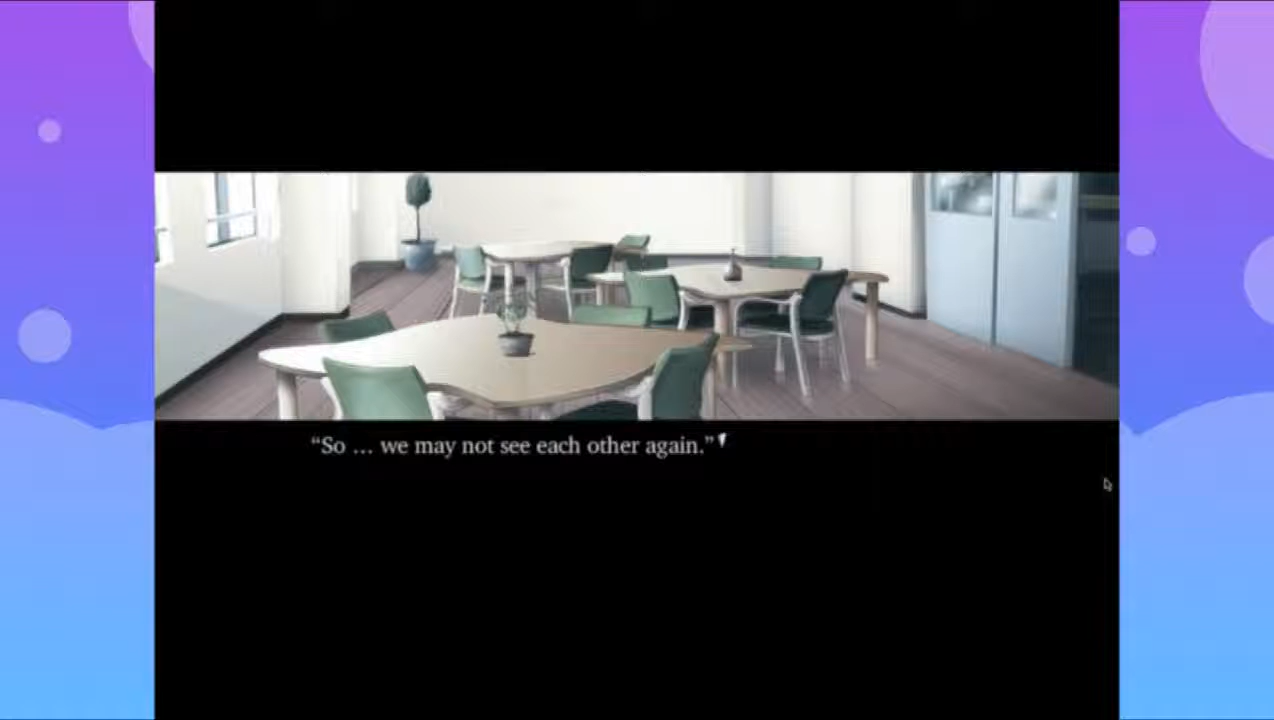 “So … we may not see each other again.”